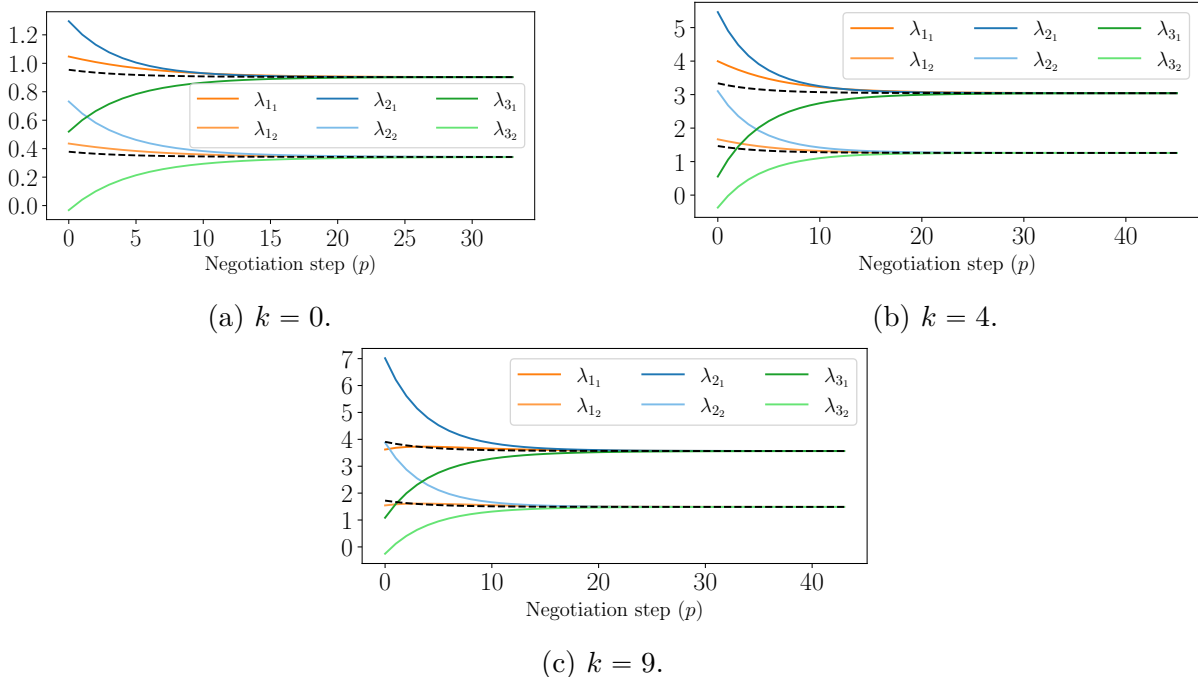 1.2
1.0
0.8
0.6
0.4
0.2
0.0
λ₁₁ λ₂₁ λ₃₁
λ₁₂ λ₂₂ λ₃₂
0 5 10 15 20 25 30
Negotiation step (p)
(a) k = 0.
5
4
3
2
1
0
λ₁₁ λ₂₁ λ₃₁
λ₁₂ λ₂₂ λ₃₂
0 10 20 30 40
Negotiation step (p)
(b) k = 4.
7
6
5
4
3
2
1
0
λ₁₁ λ₂₁ λ₃₁
λ₁₂ λ₂₂ λ₃₂
0 10 20 30 40
Negotiation step (p)
(c) k = 9.